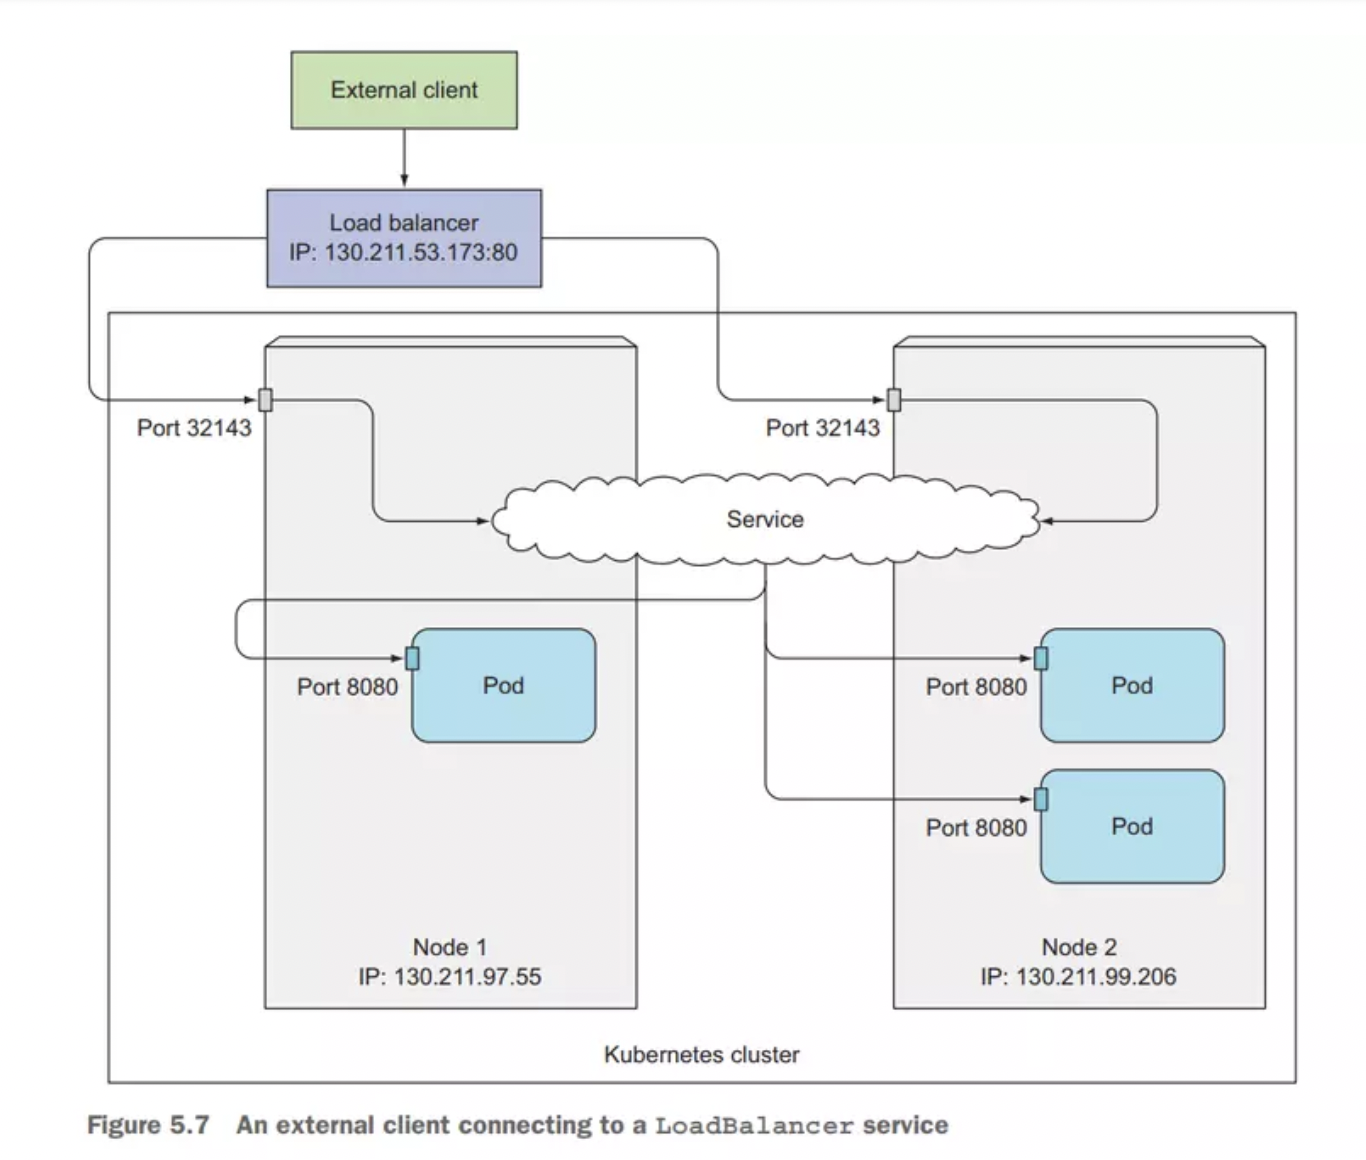 External client
Load balancer
IP: 130.211.53.173:80
Port 32143
Port 32143
Service
Port 8080
Pod
Port 8080
Pod
Port 8080
Pod
Node 1
IP: 130.211.97.55
Node 2
IP: 130.211.99.206
Kubernetes cluster
Figure 5.7 An external client connecting to a LoadBalancer service